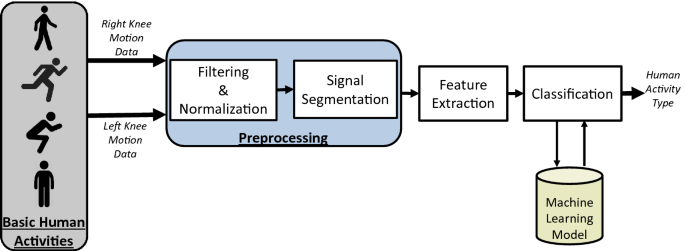 Right Knee
Motion
Data
Left Knee
Motion
Data
Basic Human
Activities
Filtering
&
Normalization
Signal
Segmentation
Preprocessing
Feature
Extraction
Classification
Human
Activity
Type
Machine
Learning
Model